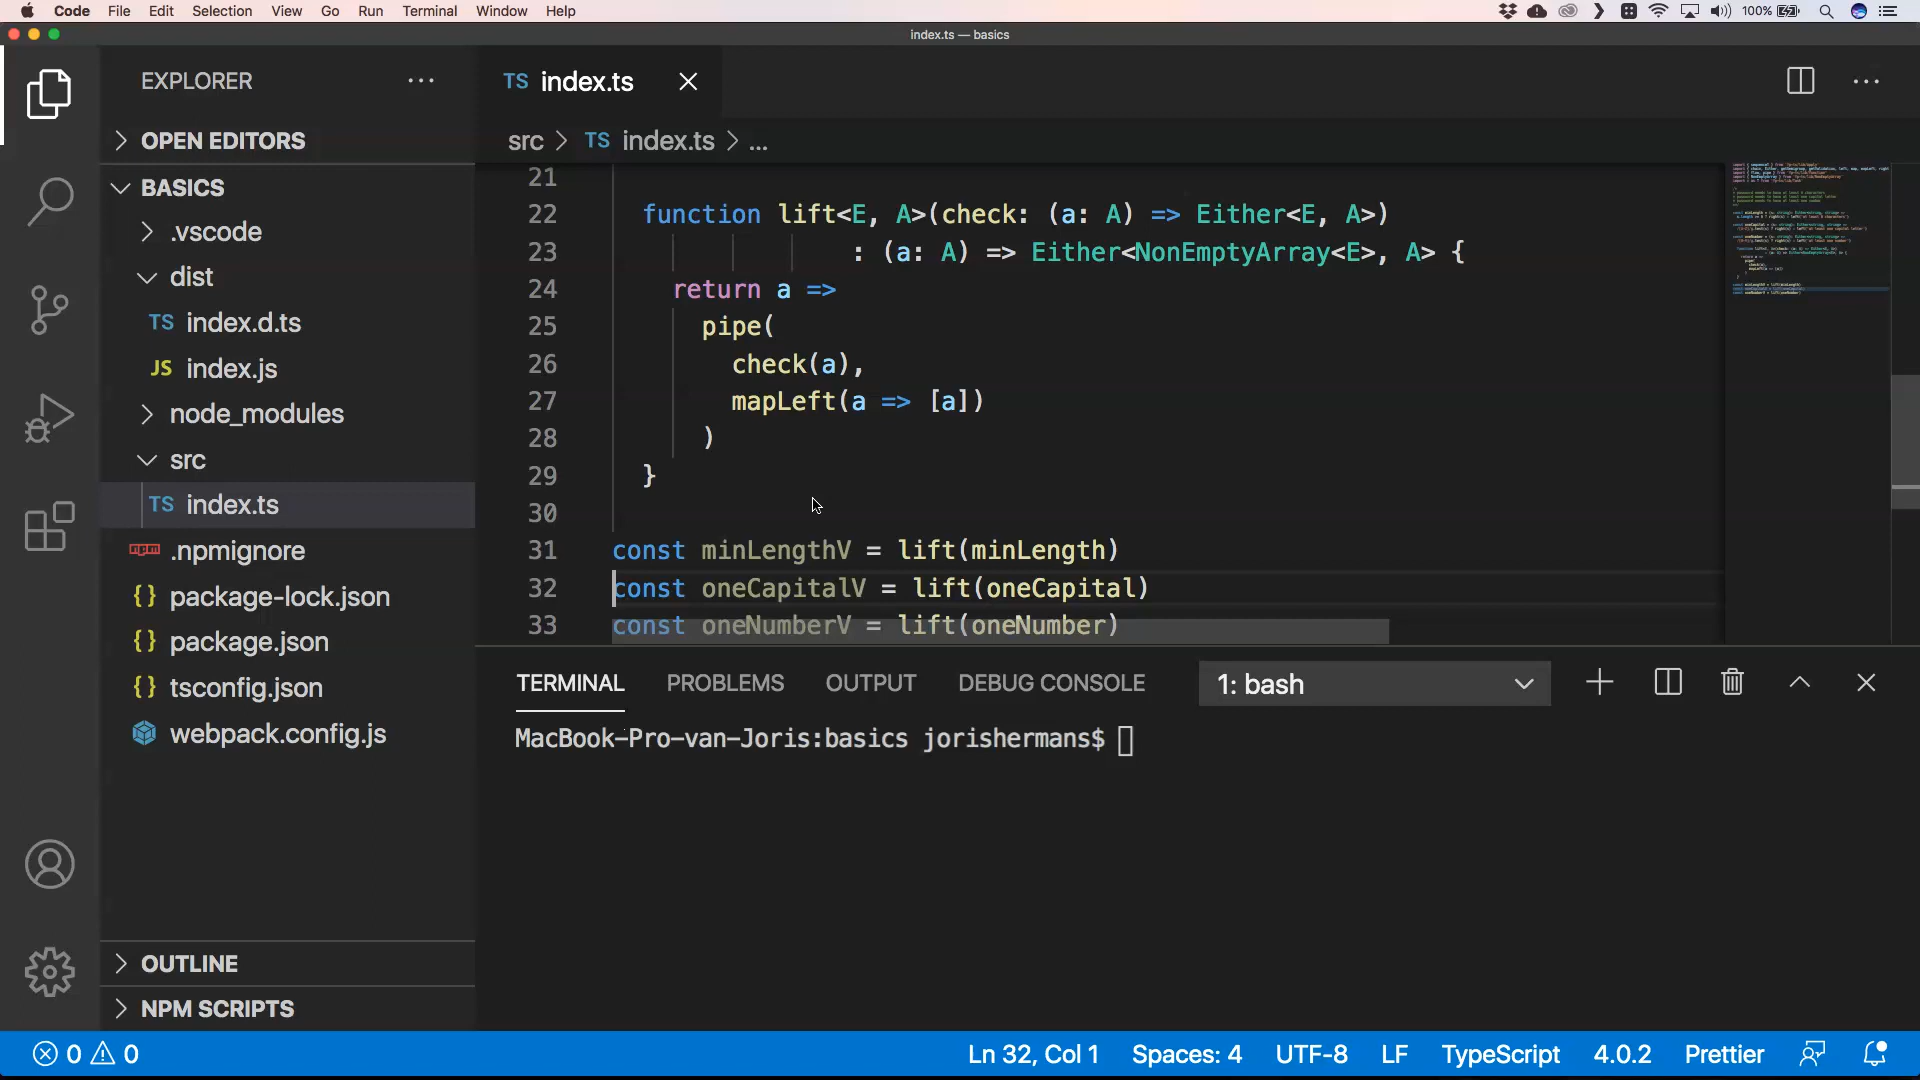 Code File Edit Selection View Go Run Terminal Window Help 100%
index.ts — basics
EXPLORER
OPEN EDITORS
BASICS
.vscode
dist
TS index.d.ts
JS index.js
node_modules
src
TS index.ts
npm .npmignore
{} package-lock.json
{} package.json
{} tsconfig.json
webpack.config.js
OUTLINE
NPM SCRIPTS
TS index.ts
src > TS index.ts > ...
21
22 function lift<E, A>(check: (a: A) => Either<E, A>)
23 : (a: A) => Either<NonEmptyArray<E>, A> {
24 return a =>
25 pipe(
26 check(a),
27 mapLeft(a => [a])
28 )
29 }
30
31 const minLengthV = lift(minLength)
32 const oneCapitalV = lift(oneCapital)
33 const oneNumberV = lift(oneNumber)
TERMINAL PROBLEMS OUTPUT DEBUG CONSOLE 1: bash
MacBook-Pro-van-Joris:basics jorishermans$
0 0 Ln 32, Col 1 Spaces: 4 UTF-8 LF TypeScript 4.0.2 Prettier